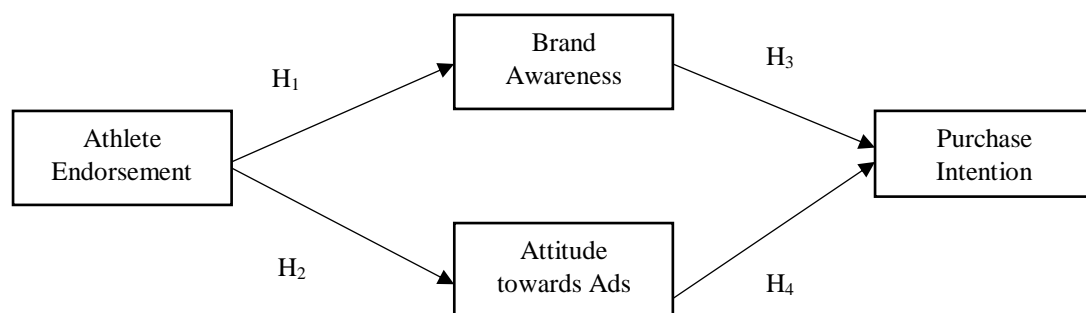 Brand
Awareness
H₁
H₃
Athlete
Endorsement
Purchase
Intention
Attitude
towards Ads
H₂
H₄